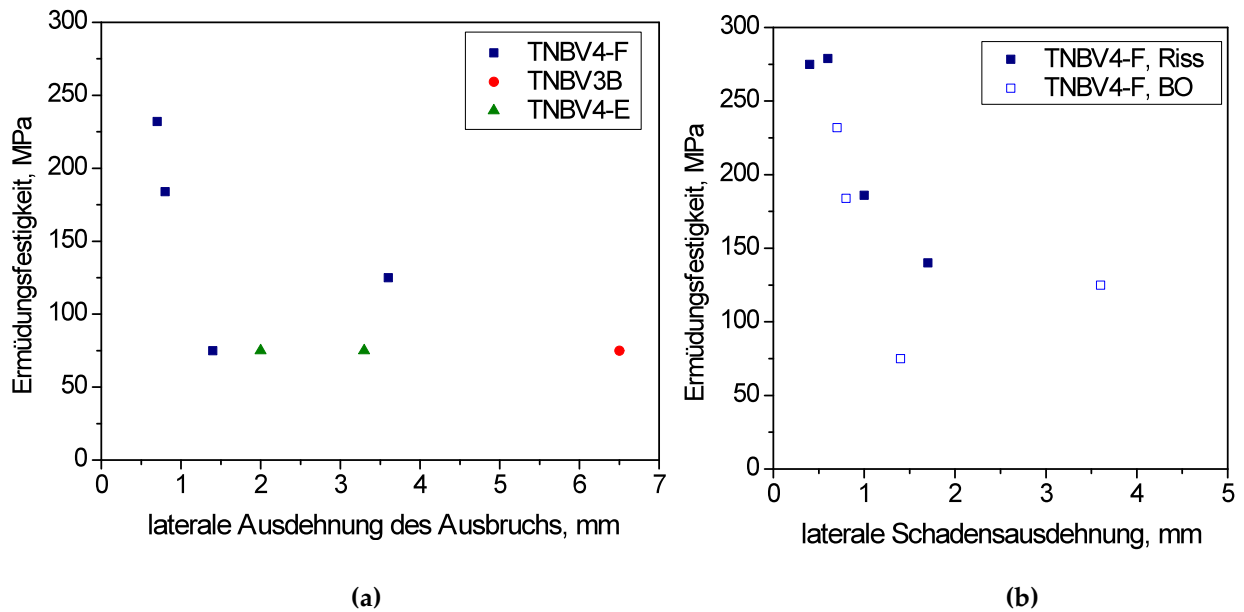 300
250
200
150
100
50
0
Ermüdungsfestigkeit, MPa
TNBV4-F
TNBV3B
TNBV4-E
0 1 2 3 4 5 6 7
laterale Ausdehnung des Ausbruchs, mm
(a)
300
250
200
150
100
50
0
Ermüdungsfestigkeit, MPa
TNBV4-F, Riss
TNBV4-F, BO
0 1 2 3 4 5
laterale Schadensausdehnung, mm
(b)